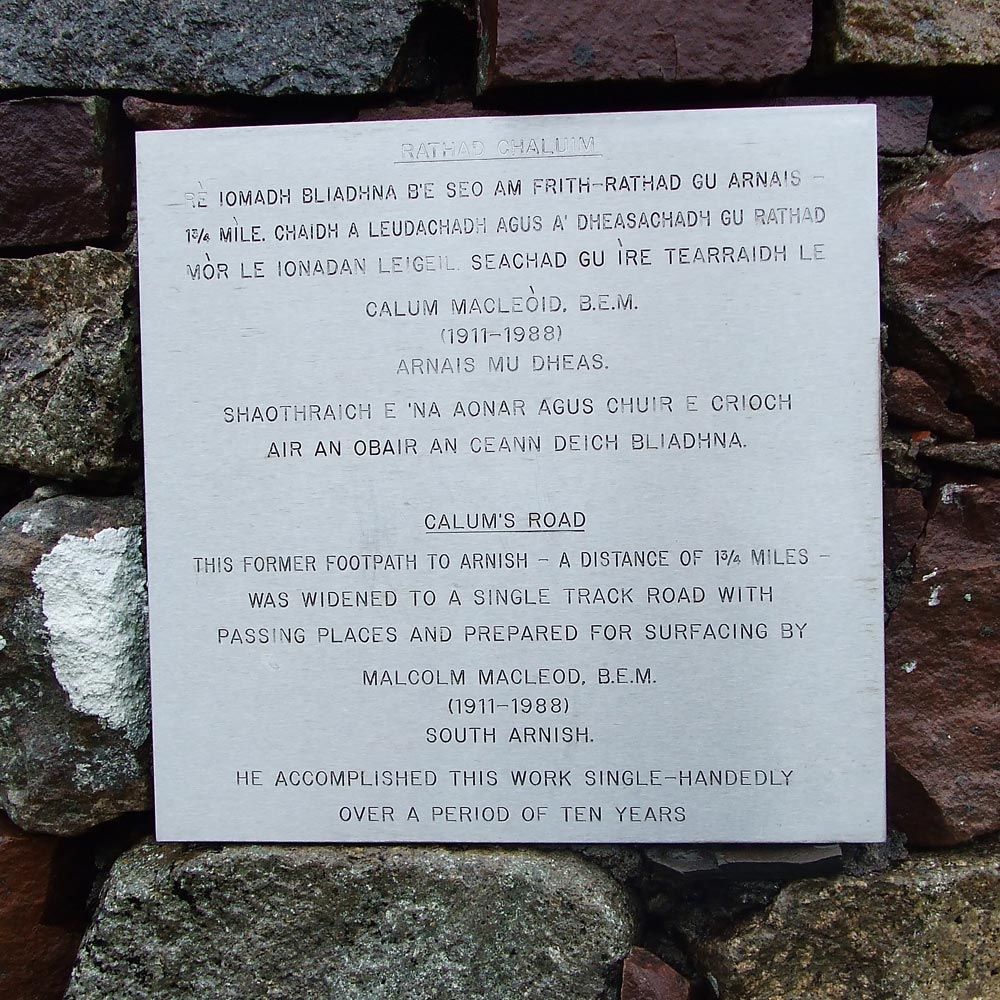 RATHAD CHALUIM
RÈ IOMADH BLIADHNA B'E SEO AM FRITH-RATHAD GU ARNAIS -
1¾ MÌLE. CHAIDH A LEUDACHADH AGUS A' DHEASACHADH GU RATHAD
MÒR LE IONADAN LEIGEIL SEACHAD GU ÌRE TEARRAIDH LE
CALUM MACLEÒID, B.E.M.
(1911-1988)
ARNAIS MU DHEAS.
SHAOTHRAICH E 'NA AONAR AGUS CHUIR E CRIOCH
AIR AN OBAIR AN CEANN DEICH BLIADHNA.
CALUM'S ROAD
THIS FORMER FOOTPATH TO ARNISH - A DISTANCE OF 1¾ MILES -
WAS WIDENED TO A SINGLE TRACK ROAD WITH
PASSING PLACES AND PREPARED FOR SURFACING BY
MALCOLM MACLEOD, B.E.M.
(1911-1988)
SOUTH ARNISH.
HE ACCOMPLISHED THIS WORK SINGLE-HANDEDLY
OVER A PERIOD OF TEN YEARS